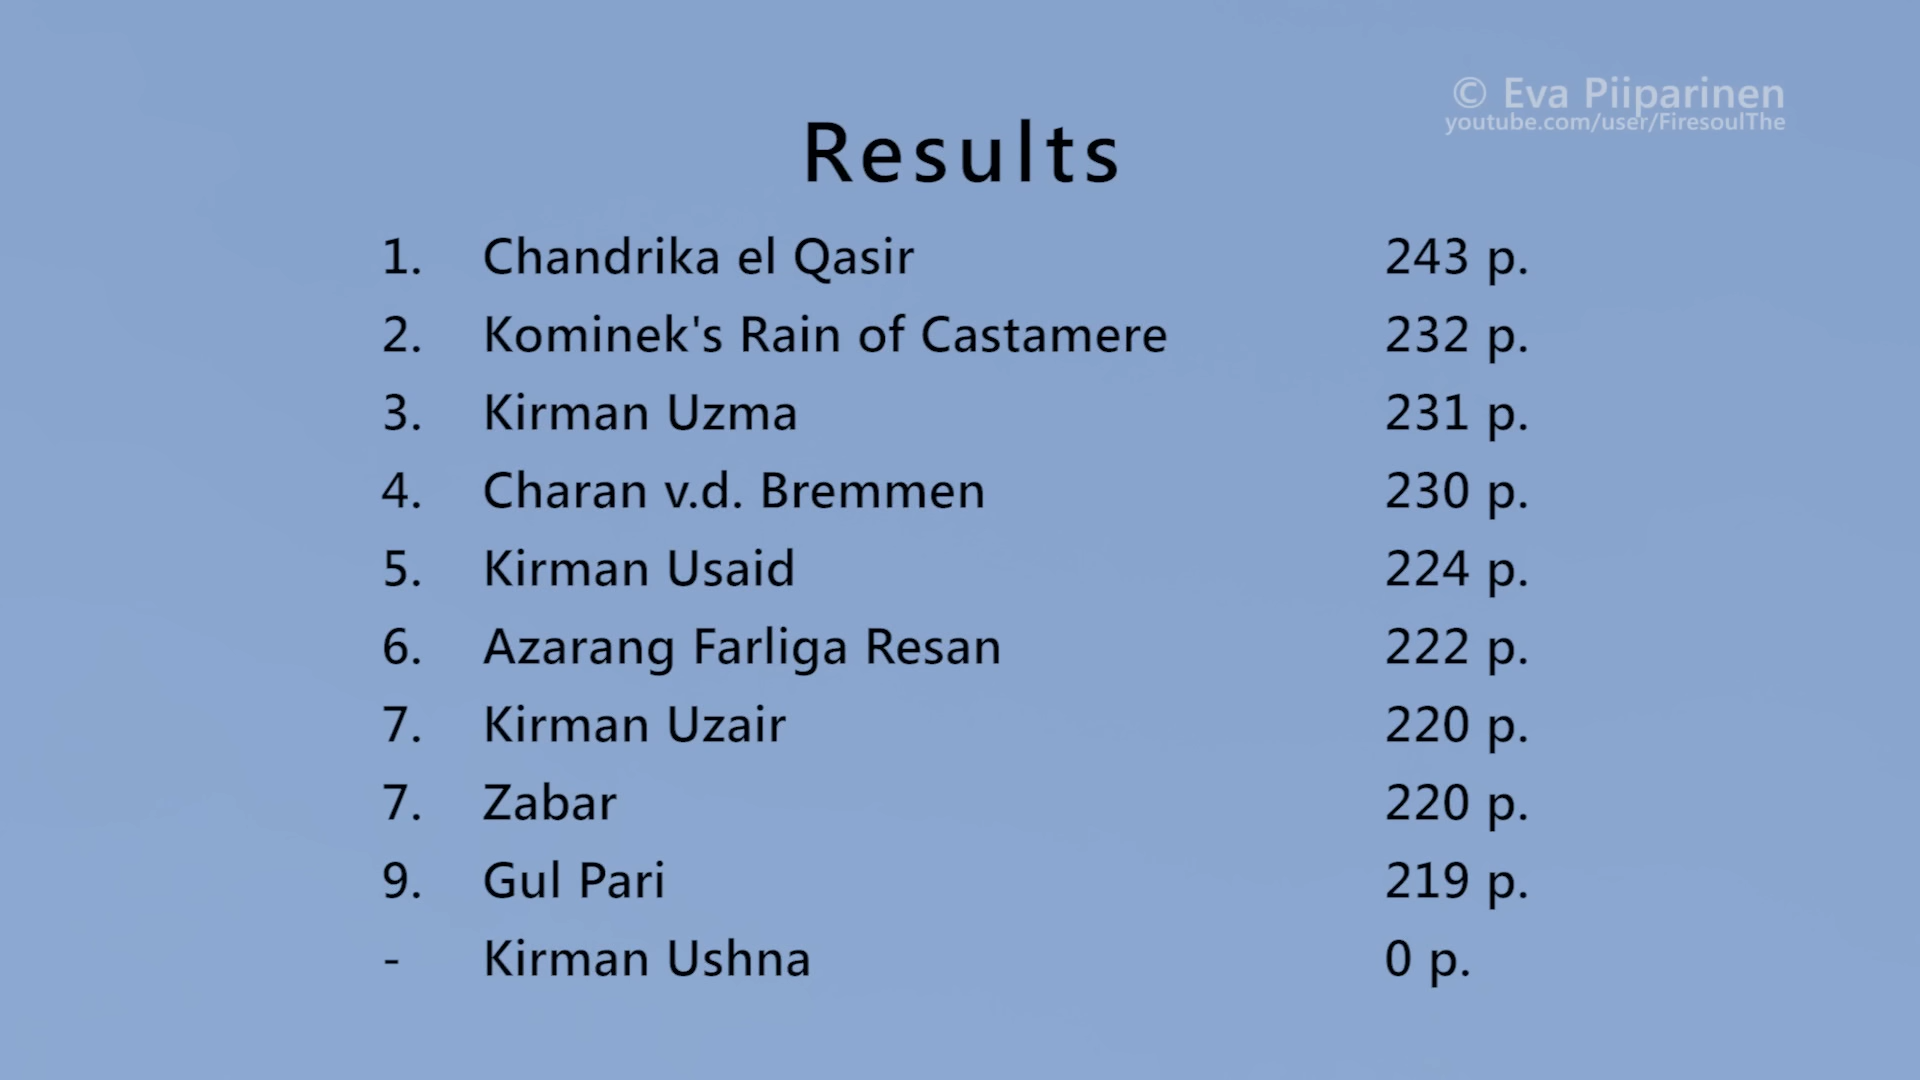 © Eva Piiparinen
youtube.com/user/FiresoulThe
Results
1. Chandrika el Qasir 243 p.
2. Kominek's Rain of Castamere 232 p.
3. Kirman Uzma 231 p.
4. Charan v.d. Bremmen 230 p.
5. Kirman Usaid 224 p.
6. Azarang Farliga Resan 222 p.
7. Kirman Uzair 220 p.
7. Zabar 220 p.
9. Gul Pari 219 p.
- Kirman Ushna 0 p.